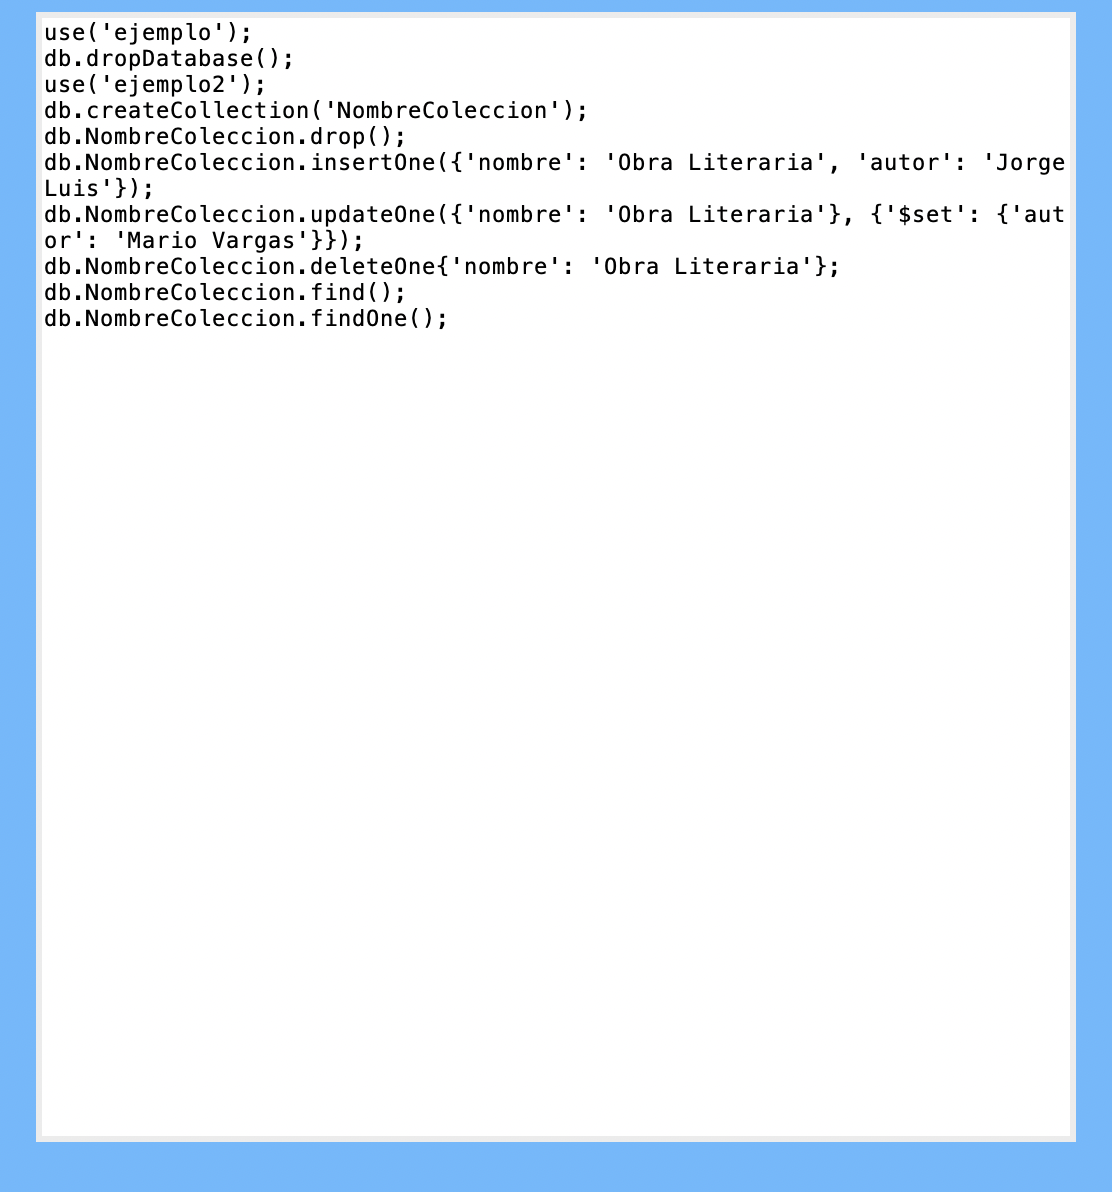 use('ejemplo');
db.dropDatabase();
use('ejemplo2');
db.createCollection('NombreColeccion');
db.NombreColeccion.drop();
db.NombreColeccion.insertOne({'nombre': 'Obra Literaria', 'autor': 'Jorge
Luis'});
db.NombreColeccion.updateOne({'nombre': 'Obra Literaria'}, {'$set': {'aut
or': 'Mario Vargas'}});
db.NombreColeccion.deleteOne{'nombre': 'Obra Literaria'};
db.NombreColeccion.find();
db.NombreColeccion.findOne();